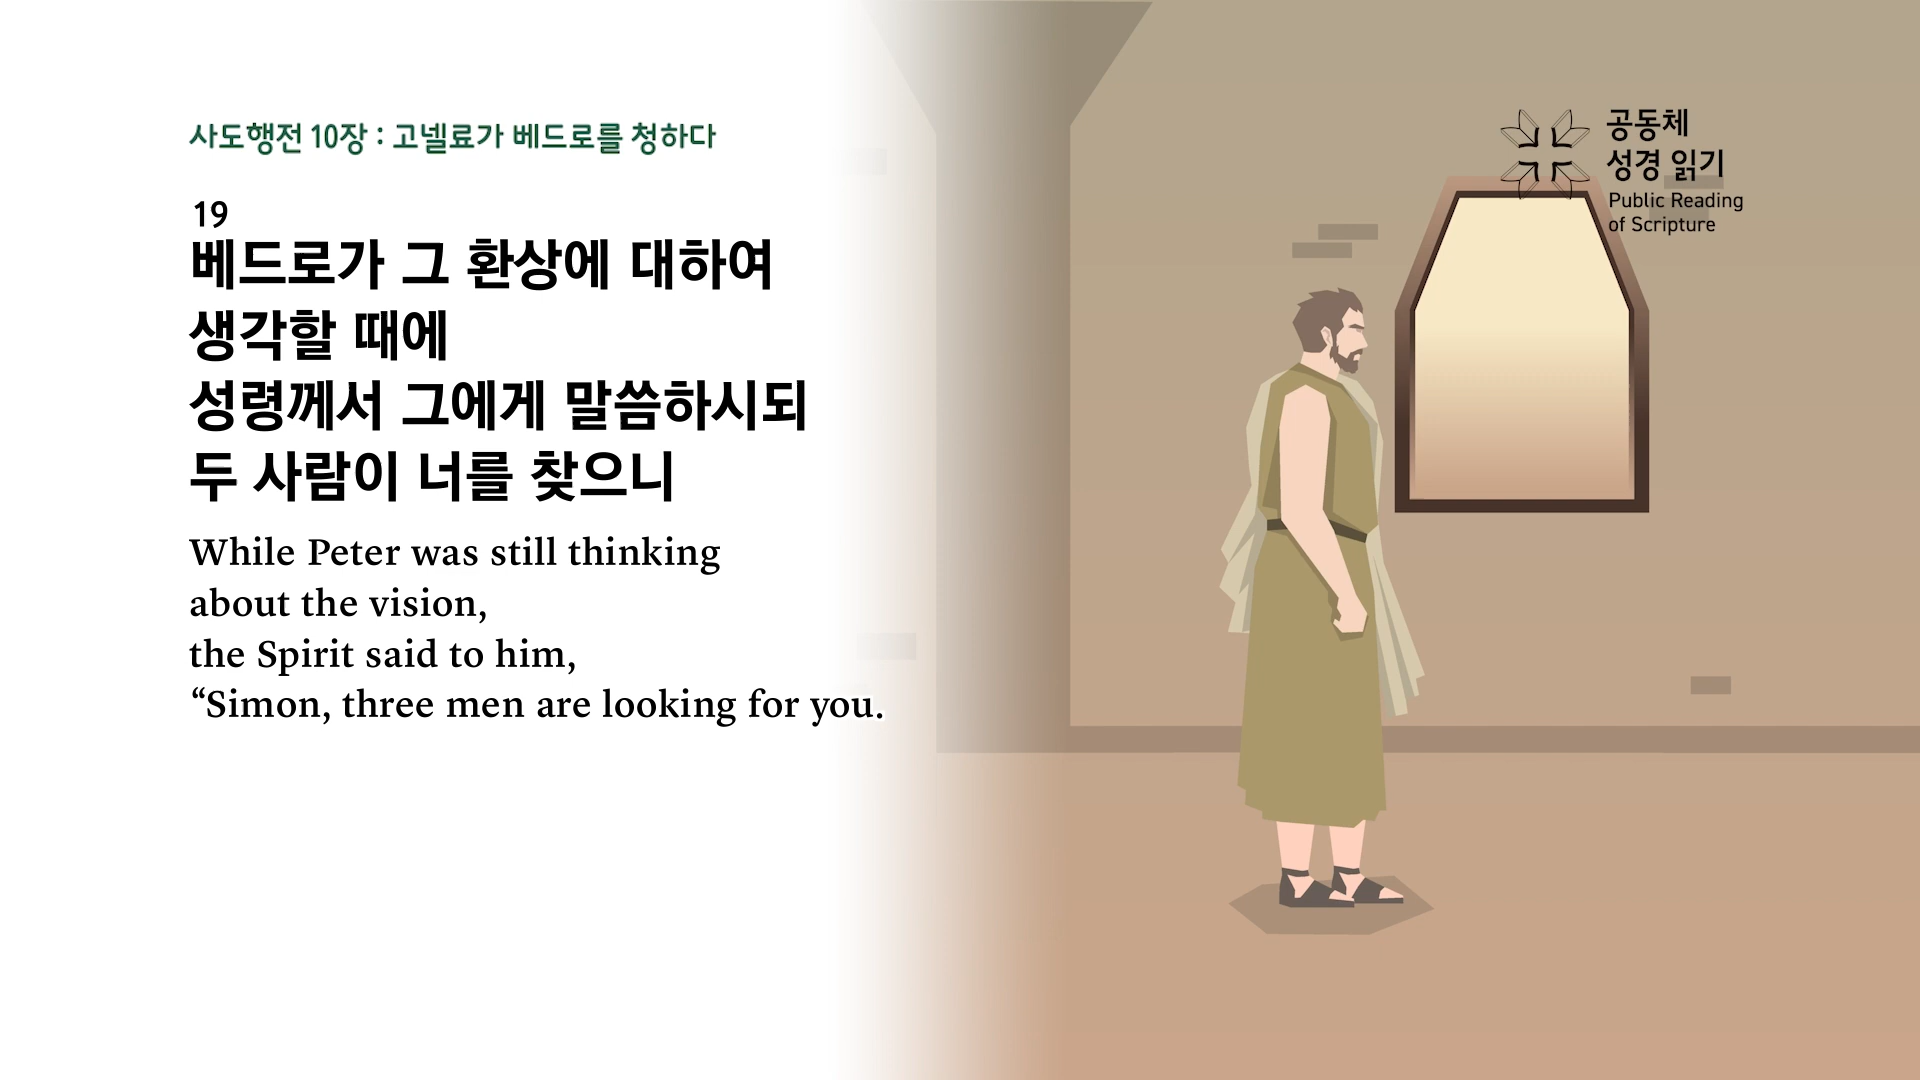 사도행전 10장 : 고넬료가 베드로를 청하다
19
베드로가 그 환상에 대하여
생각할 때에
성령께서 그에게 말씀하시되
두 사람이 너를 찾으니
While Peter was still thinking
about the vision,
the Spirit said to him,
“Simon, three men are looking for you.
공동체
성경 읽기
Public Reading
of Scripture